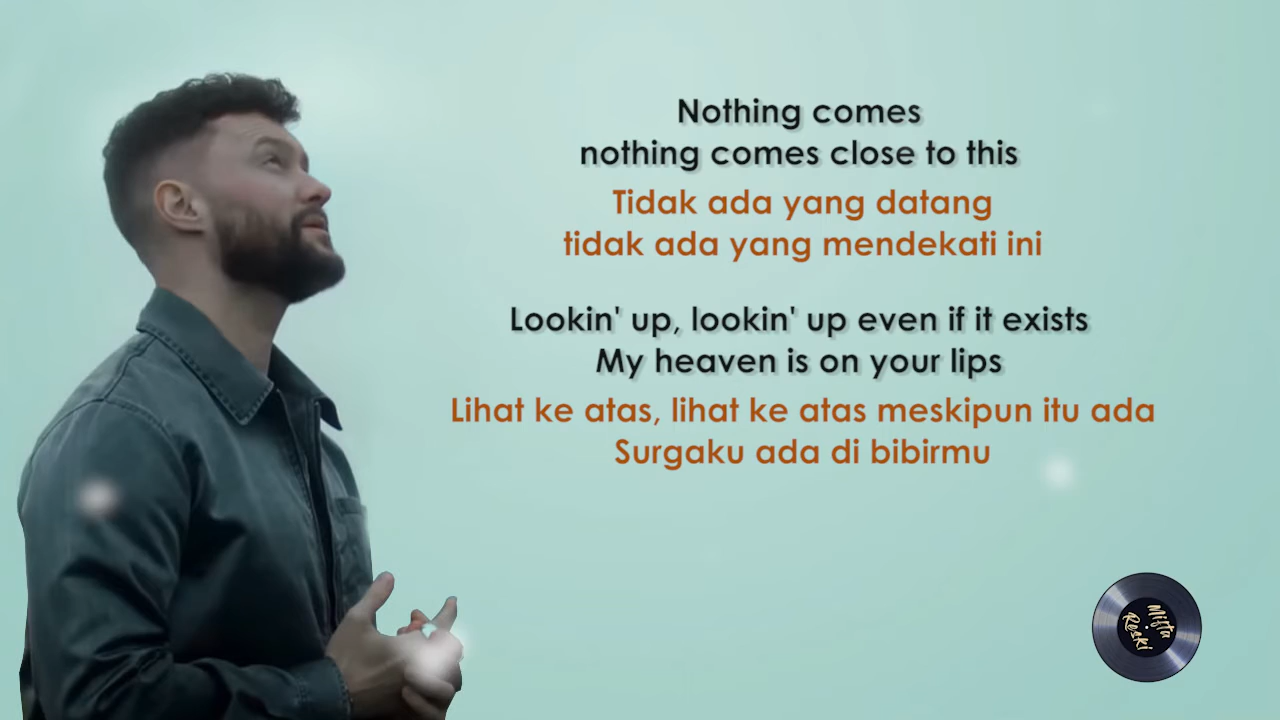 Nothing comes
nothing comes close to this
Tidak ada yang datang
tidak ada yang mendekati ini
Lookin' up, lookin' up even if it exists
My heaven is on your lips
Lihat ke atas, lihat ke atas meskipun itu ada
Surgaku ada di bibirmu
Mifta
Reski